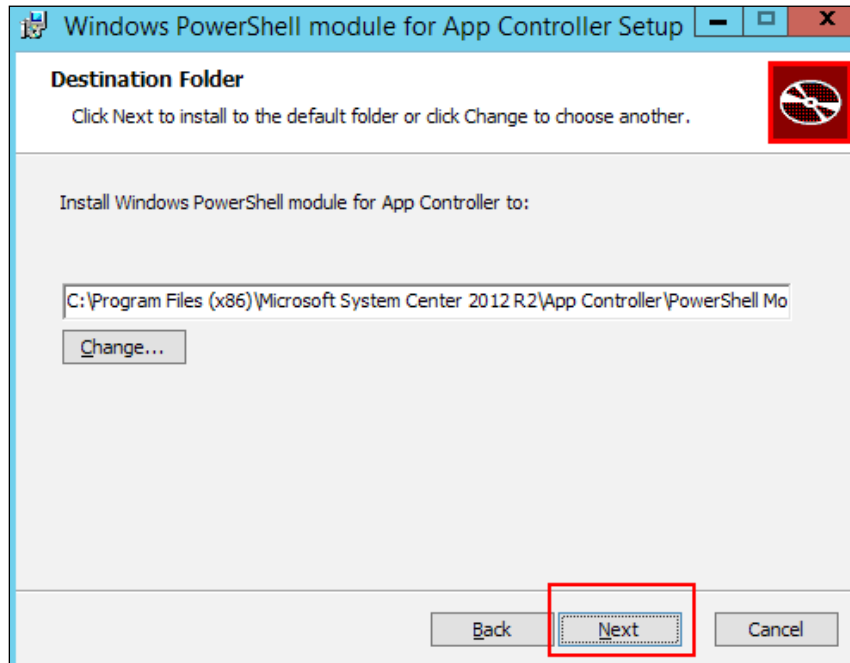 Windows PowerShell module for App Controller Setup
Destination Folder
Click Next to install to the default folder or click Change to choose another.
Install Windows PowerShell module for App Controller to:
C:\Program Files (x86)\Microsoft System Center 2012 R2\App Controller\PowerShell Mo
Change...
Back Next Cancel